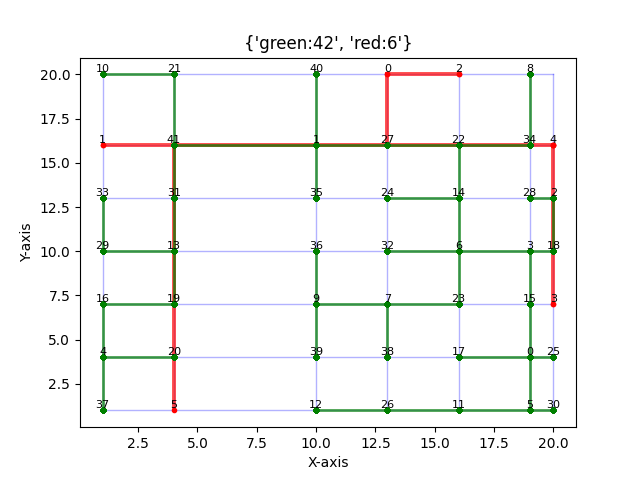 {'green:42', 'red:6'}
20.0 10 21 40 0 2 8
17.5
1 41 1 27 22 34 4
15.0
33 31 35 24 14 28 2
12.5
Y-axis
10.0 29 13 36 32 6 3 18
7.5 16 19 9 7 23 15 3
5.0
4 20 39 38 17 0 25
2.5
37 5 12 26 11 5 30
2.5 5.0 7.5 10.0 12.5 15.0 17.5 20.0
X-axis